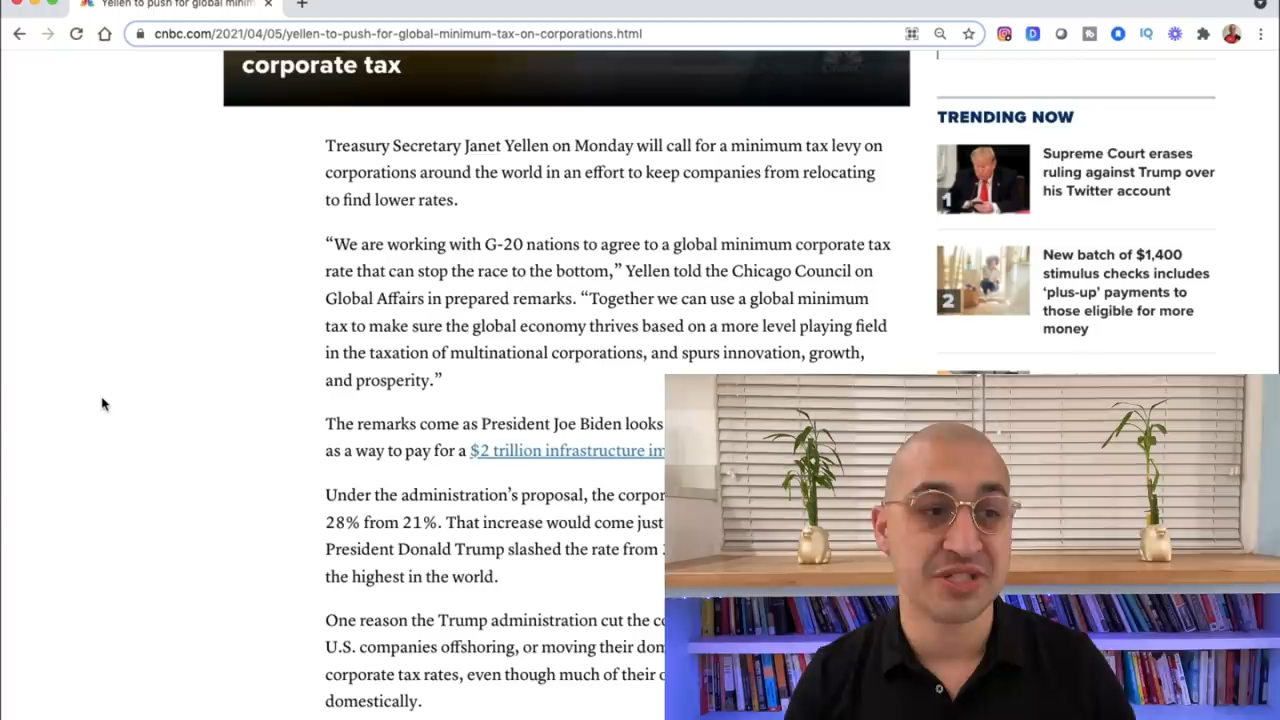 Yellen to push for global minim
cnbc.com/2021/04/05/yellen-to-push-for-global-minimum-tax-on-corporations.html
corporate tax
Treasury Secretary Janet Yellen on Monday will call for a minimum tax levy on
corporations around the world in an effort to keep companies from relocating
to find lower rates.
“We are working with G-20 nations to agree to a global minimum corporate tax
rate that can stop the race to the bottom,” Yellen told the Chicago Council on
Global Affairs in prepared remarks. “Together we can use a global minimum
tax to make sure the global economy thrives based on a more level playing field
in the taxation of multinational corporations, and spurs innovation, growth,
and prosperity.”
The remarks come as President Joe Biden looks
as a way to pay for a $2 trillion infrastructure im
Under the administration’s proposal, the corpor
28% from 21%. That increase would come just
President Donald Trump slashed the rate from
the highest in the world.
One reason the Trump administration cut the co
U.S. companies offshoring, or moving their dom
corporate tax rates, even though much of their o
domestically.
TRENDING NOW
1
Supreme Court erases
ruling against Trump over
his Twitter account
2
New batch of $1,400
stimulus checks includes
‘plus-up’ payments to
those eligible for more
money